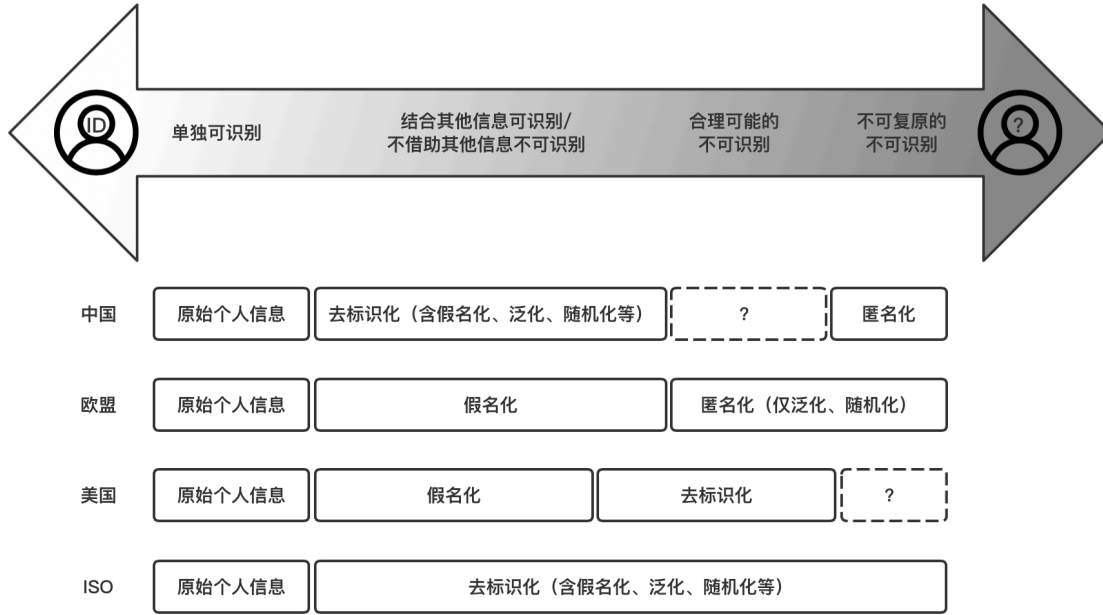 ID
单独可识别
结合其他信息可识别/
不借助其他信息不可识别
合理可能的
不可识别
不可复原的
不可识别
?
中国 原始个人信息 去标识化（含假名化、泛化、随机化等） ? 匿名化
欧盟 原始个人信息 假名化 匿名化（仅泛化、随机化）
美国 原始个人信息 假名化 去标识化 ?
ISO 原始个人信息 去标识化（含假名化、泛化、随机化等）